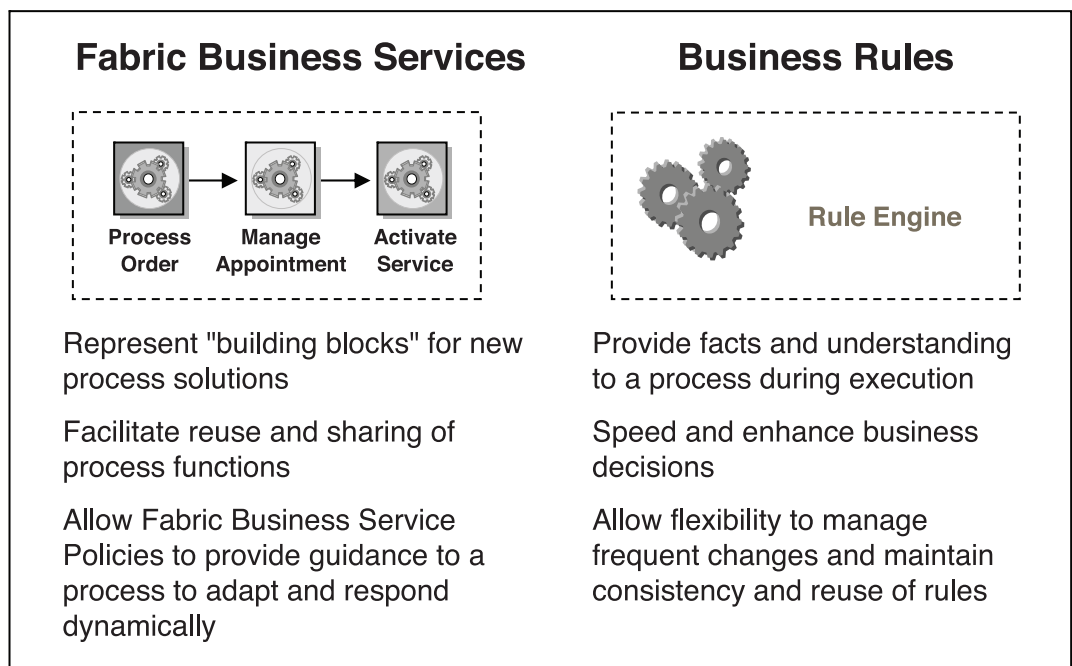 Fabric Business Services
Process
Order
Manage
Appointment
Activate
Service
Represent "building blocks" for new
process solutions
Facilitate reuse and sharing of
process functions
Allow Fabric Business Service
Policies to provide guidance to a
process to adapt and respond
dynamically
Business Rules
Rule Engine
Provide facts and understanding
to a process during execution
Speed and enhance business
decisions
Allow flexibility to manage
frequent changes and maintain
consistency and reuse of rules